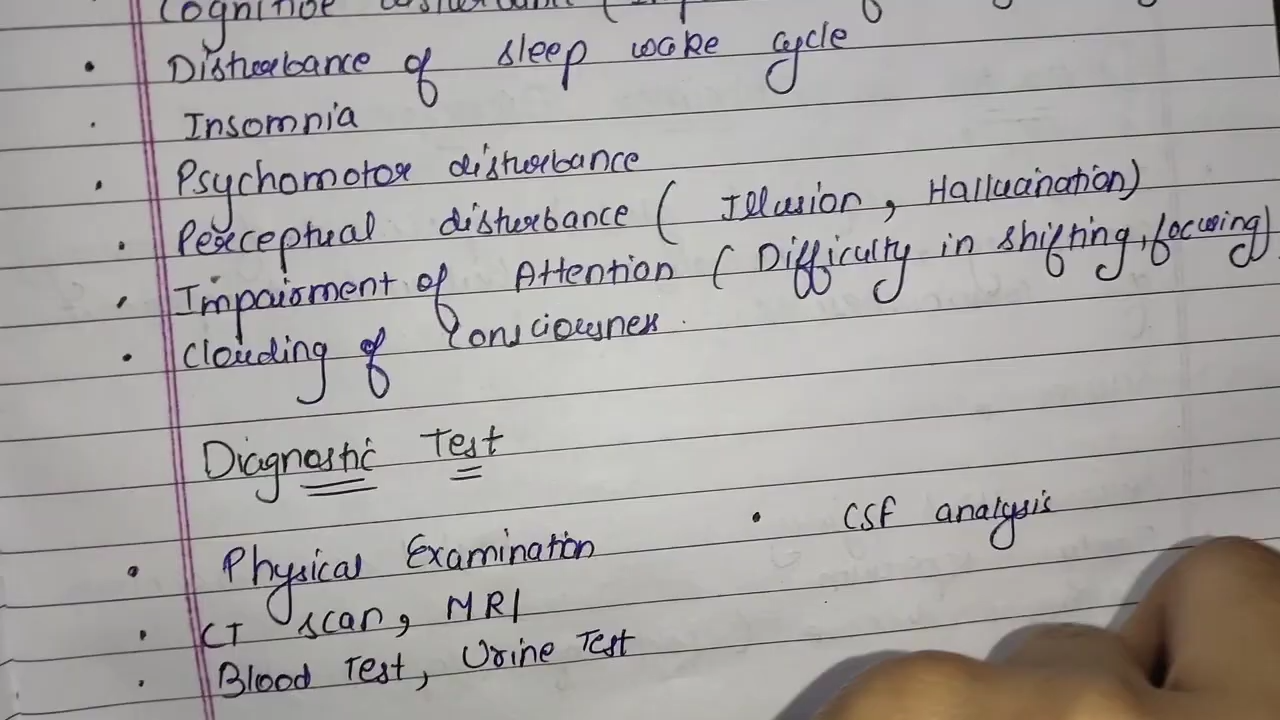 Cognitive
• Disturbance of sleep wake cycle
• Insomnia
• Psychomotor disturbance
• Perceptual disturbance ( Illusion, Hallucination)
• Impairment of Attention ( Difficulty in shifting, focusing)
• Clouding of Consciousness.
Diagnostic Test
• Physical Examination • CSF analysis
• CT scan, MRI
• Blood Test, Urine Test